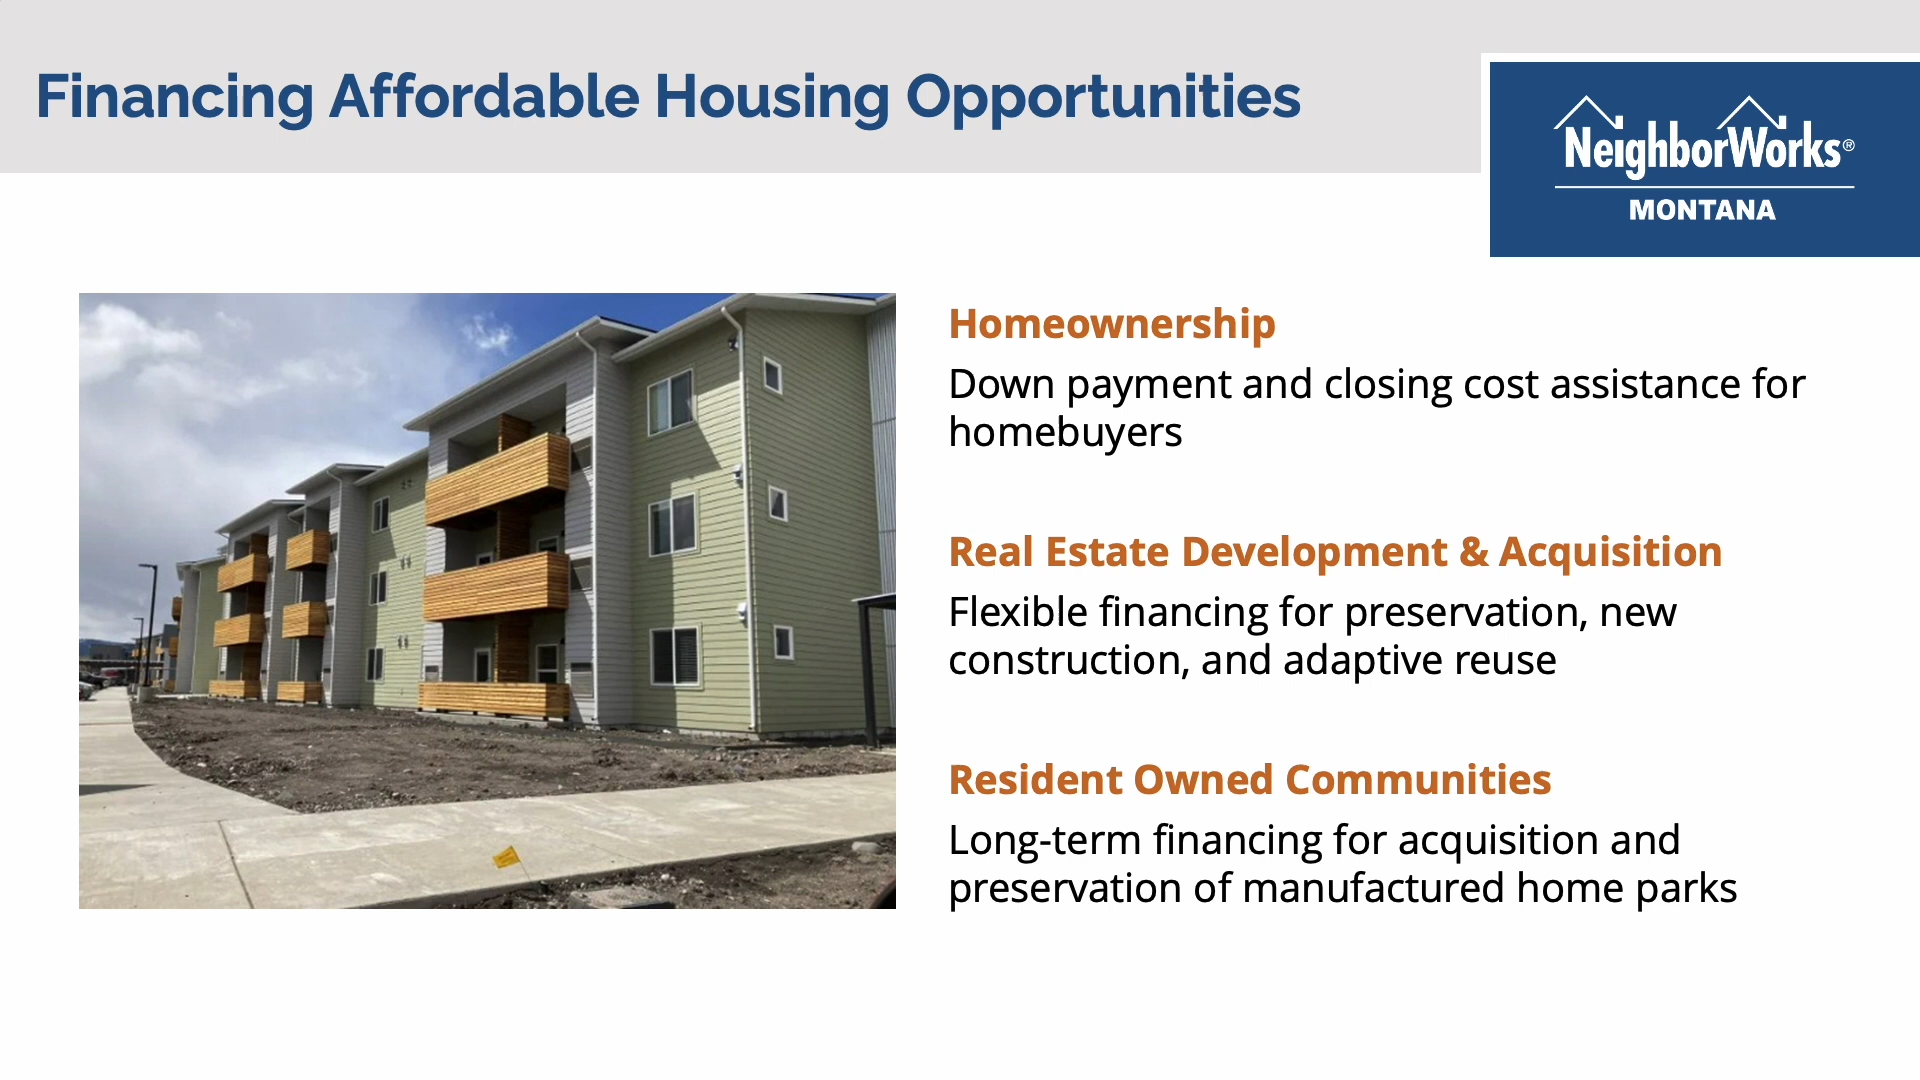 Financing Affordable Housing Opportunities
NeighborWorks®
MONTANA
Homeownership
Down payment and closing cost assistance for
homebuyers
Real Estate Development & Acquisition
Flexible financing for preservation, new
construction, and adaptive reuse
Resident Owned Communities
Long-term financing for acquisition and
preservation of manufactured home parks